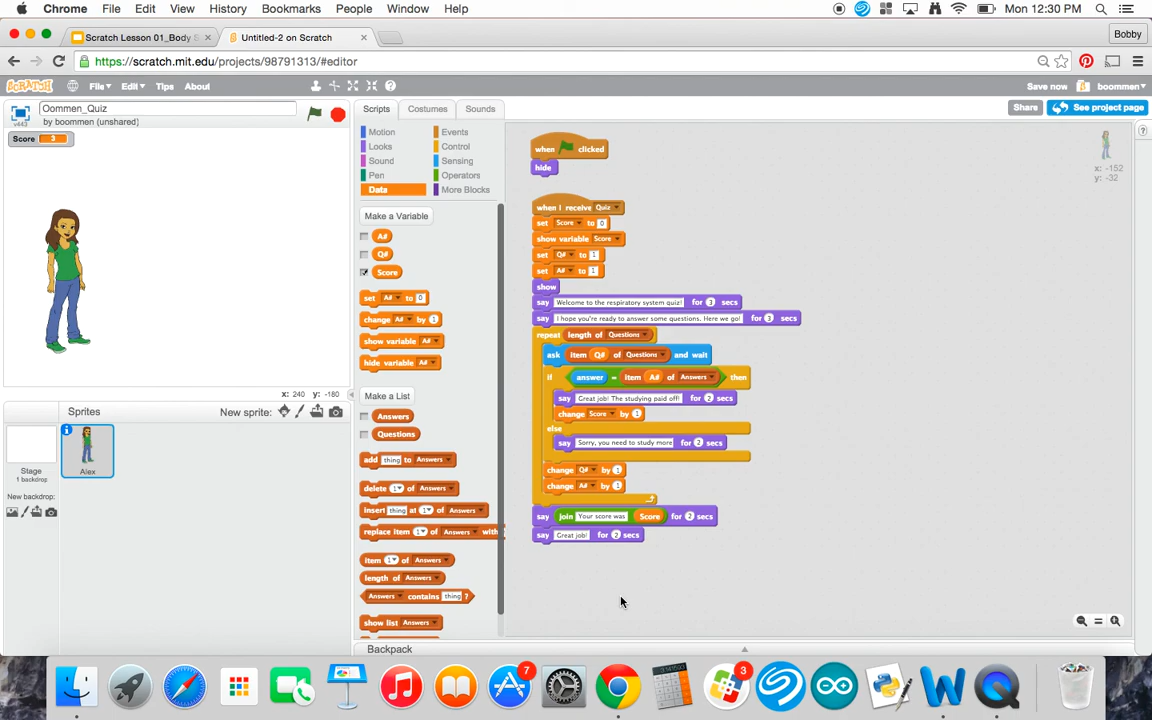 Chrome File Edit View History Bookmarks People Window Help Mon 12:30 PM
Scratch Lesson 01_Body S Untitled-2 on Scratch Bobby
https://scratch.mit.edu/projects/98791313/#editor
SCRATCH File Edit Tips About Save now boommen
Oommen_Quiz
by boommen (unshared)
v443
Scripts Costumes Sounds
Share See project page
Score 3
Motion Events
Looks Control
Sound Sensing
Pen Operators
Data More Blocks
Make a Variable
A#
Q#
Score
set A# to 0
change A# by 1
show variable A#
hide variable A#
Make a List
Answers
Questions
add thing to Answers
delete 1 of Answers
insert thing at 1 of Answers
replace item 1 of Answers with
item 1 of Answers
length of Answers
Answers contains thing ?
show list Answers
when clicked
hide
when I receive Quiz
set Score to 0
show variable Score
set Q# to 1
set A# to 1
show
say Welcome to the respiratory system quiz! for 3 secs
say I hope you're ready to answer some questions. Here we go! for 3 secs
repeat length of Questions
ask item Q# of Questions and wait
if answer = item A# of Answers then
say Great job! The studying paid off! for 2 secs
change Score by 1
else
say Sorry, you need to study more for 2 secs
change Q# by 1
change A# by 1
say join Your score was Score for 2 secs
say Great job! for 2 secs
x: -152
y: -32
x: 240 y: -180
Sprites New sprite:
Stage
1 backdrop
New backdrop:
Alex
Backpack
7
3